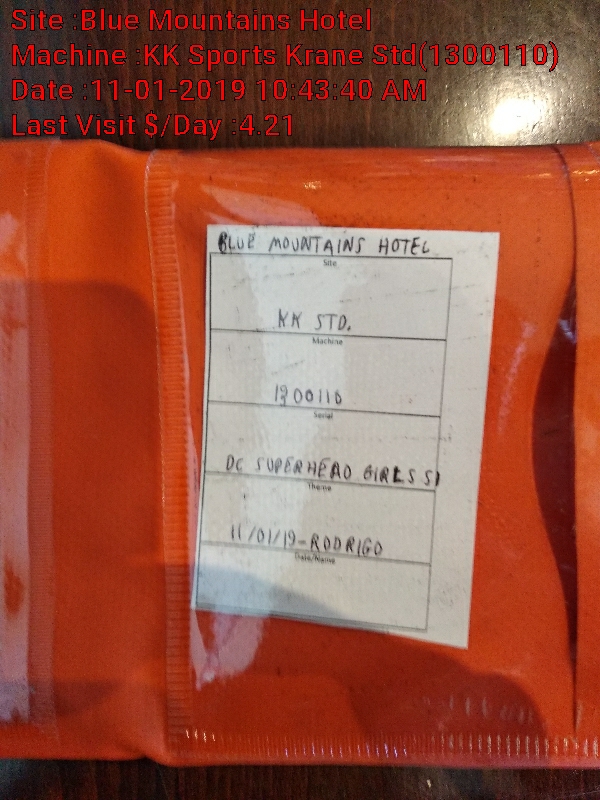 Site :Blue Mountains Hotel
Machine :KK Sports Krane Std(1300110)
Date :11-01-2019 10:43:40 AM
Last Visit $/Day :4.21
BLUE MOUNTAINS HOTEL
Site
KK STD.
Machine
1300110
Serial
DC SUPERHERO GIRLS S1
Theme
11/01/19-RODRIGO
Date/Name